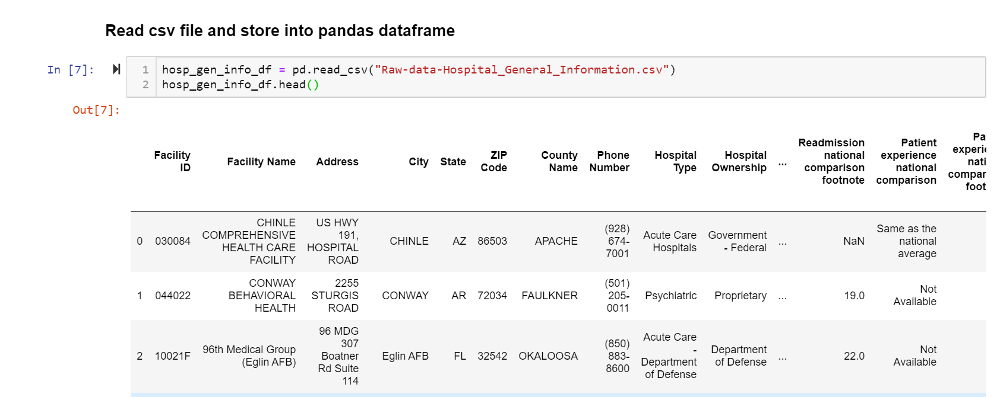 Read csv file and store into pandas dataframe
In [7]:
1 hosp_gen_info_df = pd.read_csv("Raw-data-Hospital_General_Information.csv")
2 hosp_gen_info_df.head()
Out[7]:
Facility ID Facility Name Address City State ZIP Code County Name Phone Number Hospital Type Hospital Ownership ... Readmission national comparison footnote Patient experience national comparison
0 030084 CHINLE COMPREHENSIVE HEALTH CARE FACILITY US HWY 191, HOSPITAL ROAD CHINLE AZ 86503 APACHE (928) 674-7001 Acute Care Hospitals Government - Federal ... NaN Same as the national average
1 044022 CONWAY BEHAVIORAL HEALTH 2255 STURGIS ROAD CONWAY AR 72034 FAULKNER (501) 205-0011 Psychiatric Proprietary ... 19.0 Not Available
2 10021F 96th Medical Group (Eglin AFB) 96 MDG 307 Boatner Rd Suite 114 Eglin AFB FL 32542 OKALOOSA (850) 883-8600 Acute Care - Department of Defense Department of Defense ... 22.0 Not Available